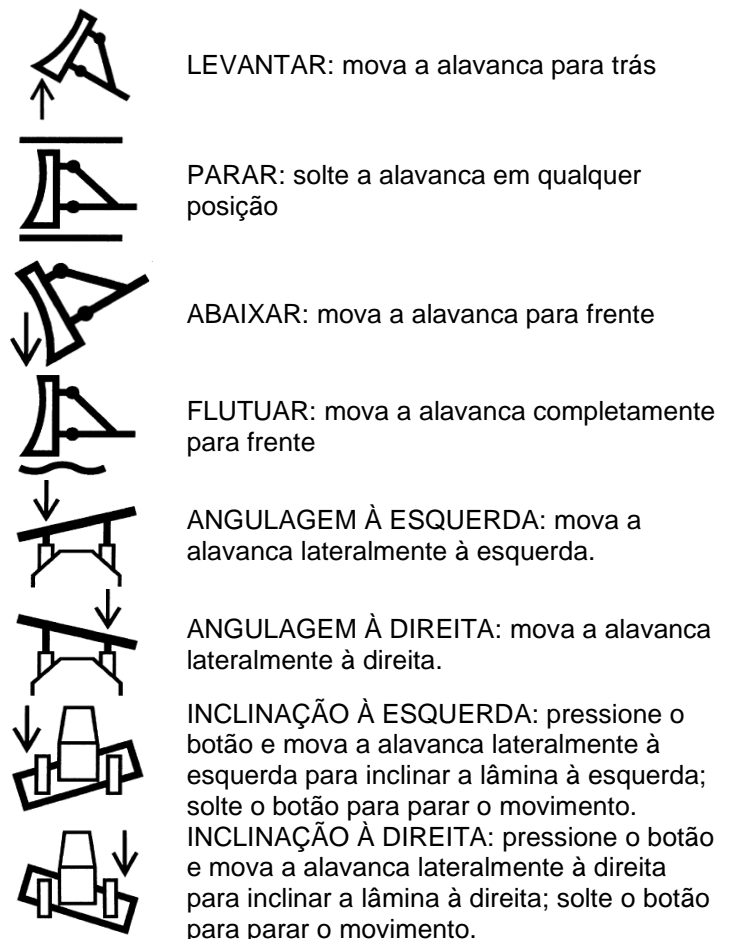 LEVANTAR: mova a alavanca para trás
PARAR: solte a alavanca em qualquer
posição
ABAIXAR: mova a alavanca para frente
FLUTUAR: mova a alavanca completamente
para frente
ANGULAGEM À ESQUERDA: mova a
alavanca lateralmente à esquerda.
ANGULAGEM À DIREITA: mova a alavanca
lateralmente à direita.
INCLINAÇÃO À ESQUERDA: pressione o
botão e mova a alavanca lateralmente à
esquerda para inclinar a lâmina à esquerda;
solte o botão para parar o movimento.
INCLINAÇÃO À DIREITA: pressione o botão
e mova a alavanca lateralmente à direita
para inclinar a lâmina à direita; solte o botão
para parar o movimento.